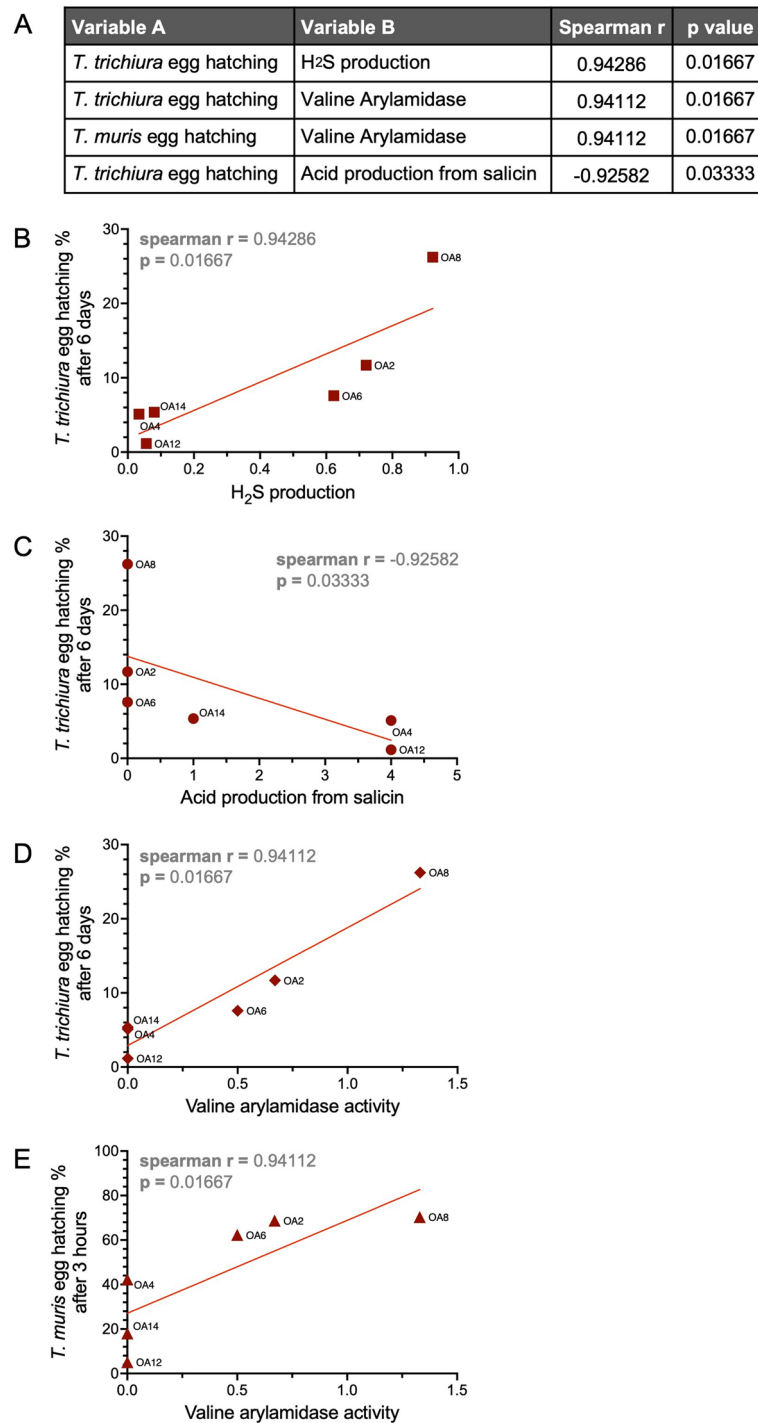 A
Variable A Variable B Spearman r p value
T. trichiura egg hatching H2S production 0.94286 0.01667
T. trichiura egg hatching Valine Arylamidase 0.94112 0.01667
T. muris egg hatching Valine Arylamidase 0.94112 0.01667
T. trichiura egg hatching Acid production from salicin -0.92582 0.03333
B
T. trichiura egg hatching %
after 6 days
spearman r = 0.94286
p = 0.01667
30
20
10
0
OA8
OA2
OA6
OA14
OA4
OA12
0.0 0.2 0.4 0.6 0.8 1.0
H2S production
C
T. trichiura egg hatching %
after 6 days
spearman r = -0.92582
p = 0.03333
30
20
10
0
OA8
OA2
OA6
OA14
OA4
OA12
0 1 2 3 4 5
Acid production from salicin
D
T. trichiura egg hatching %
after 6 days
spearman r = 0.94112
p = 0.01667
30
20
10
0
OA8
OA2
OA6
OA14
OA4
OA12
0.0 0.5 1.0 1.5
Valine arylamidase activity
E
T. muris egg hatching %
after 3 hours
spearman r = 0.94112
p = 0.01667
100
80
60
40
20
0
OA2
OA8
OA6
OA4
OA14
OA12
0.0 0.5 1.0 1.5
Valine arylamidase activity